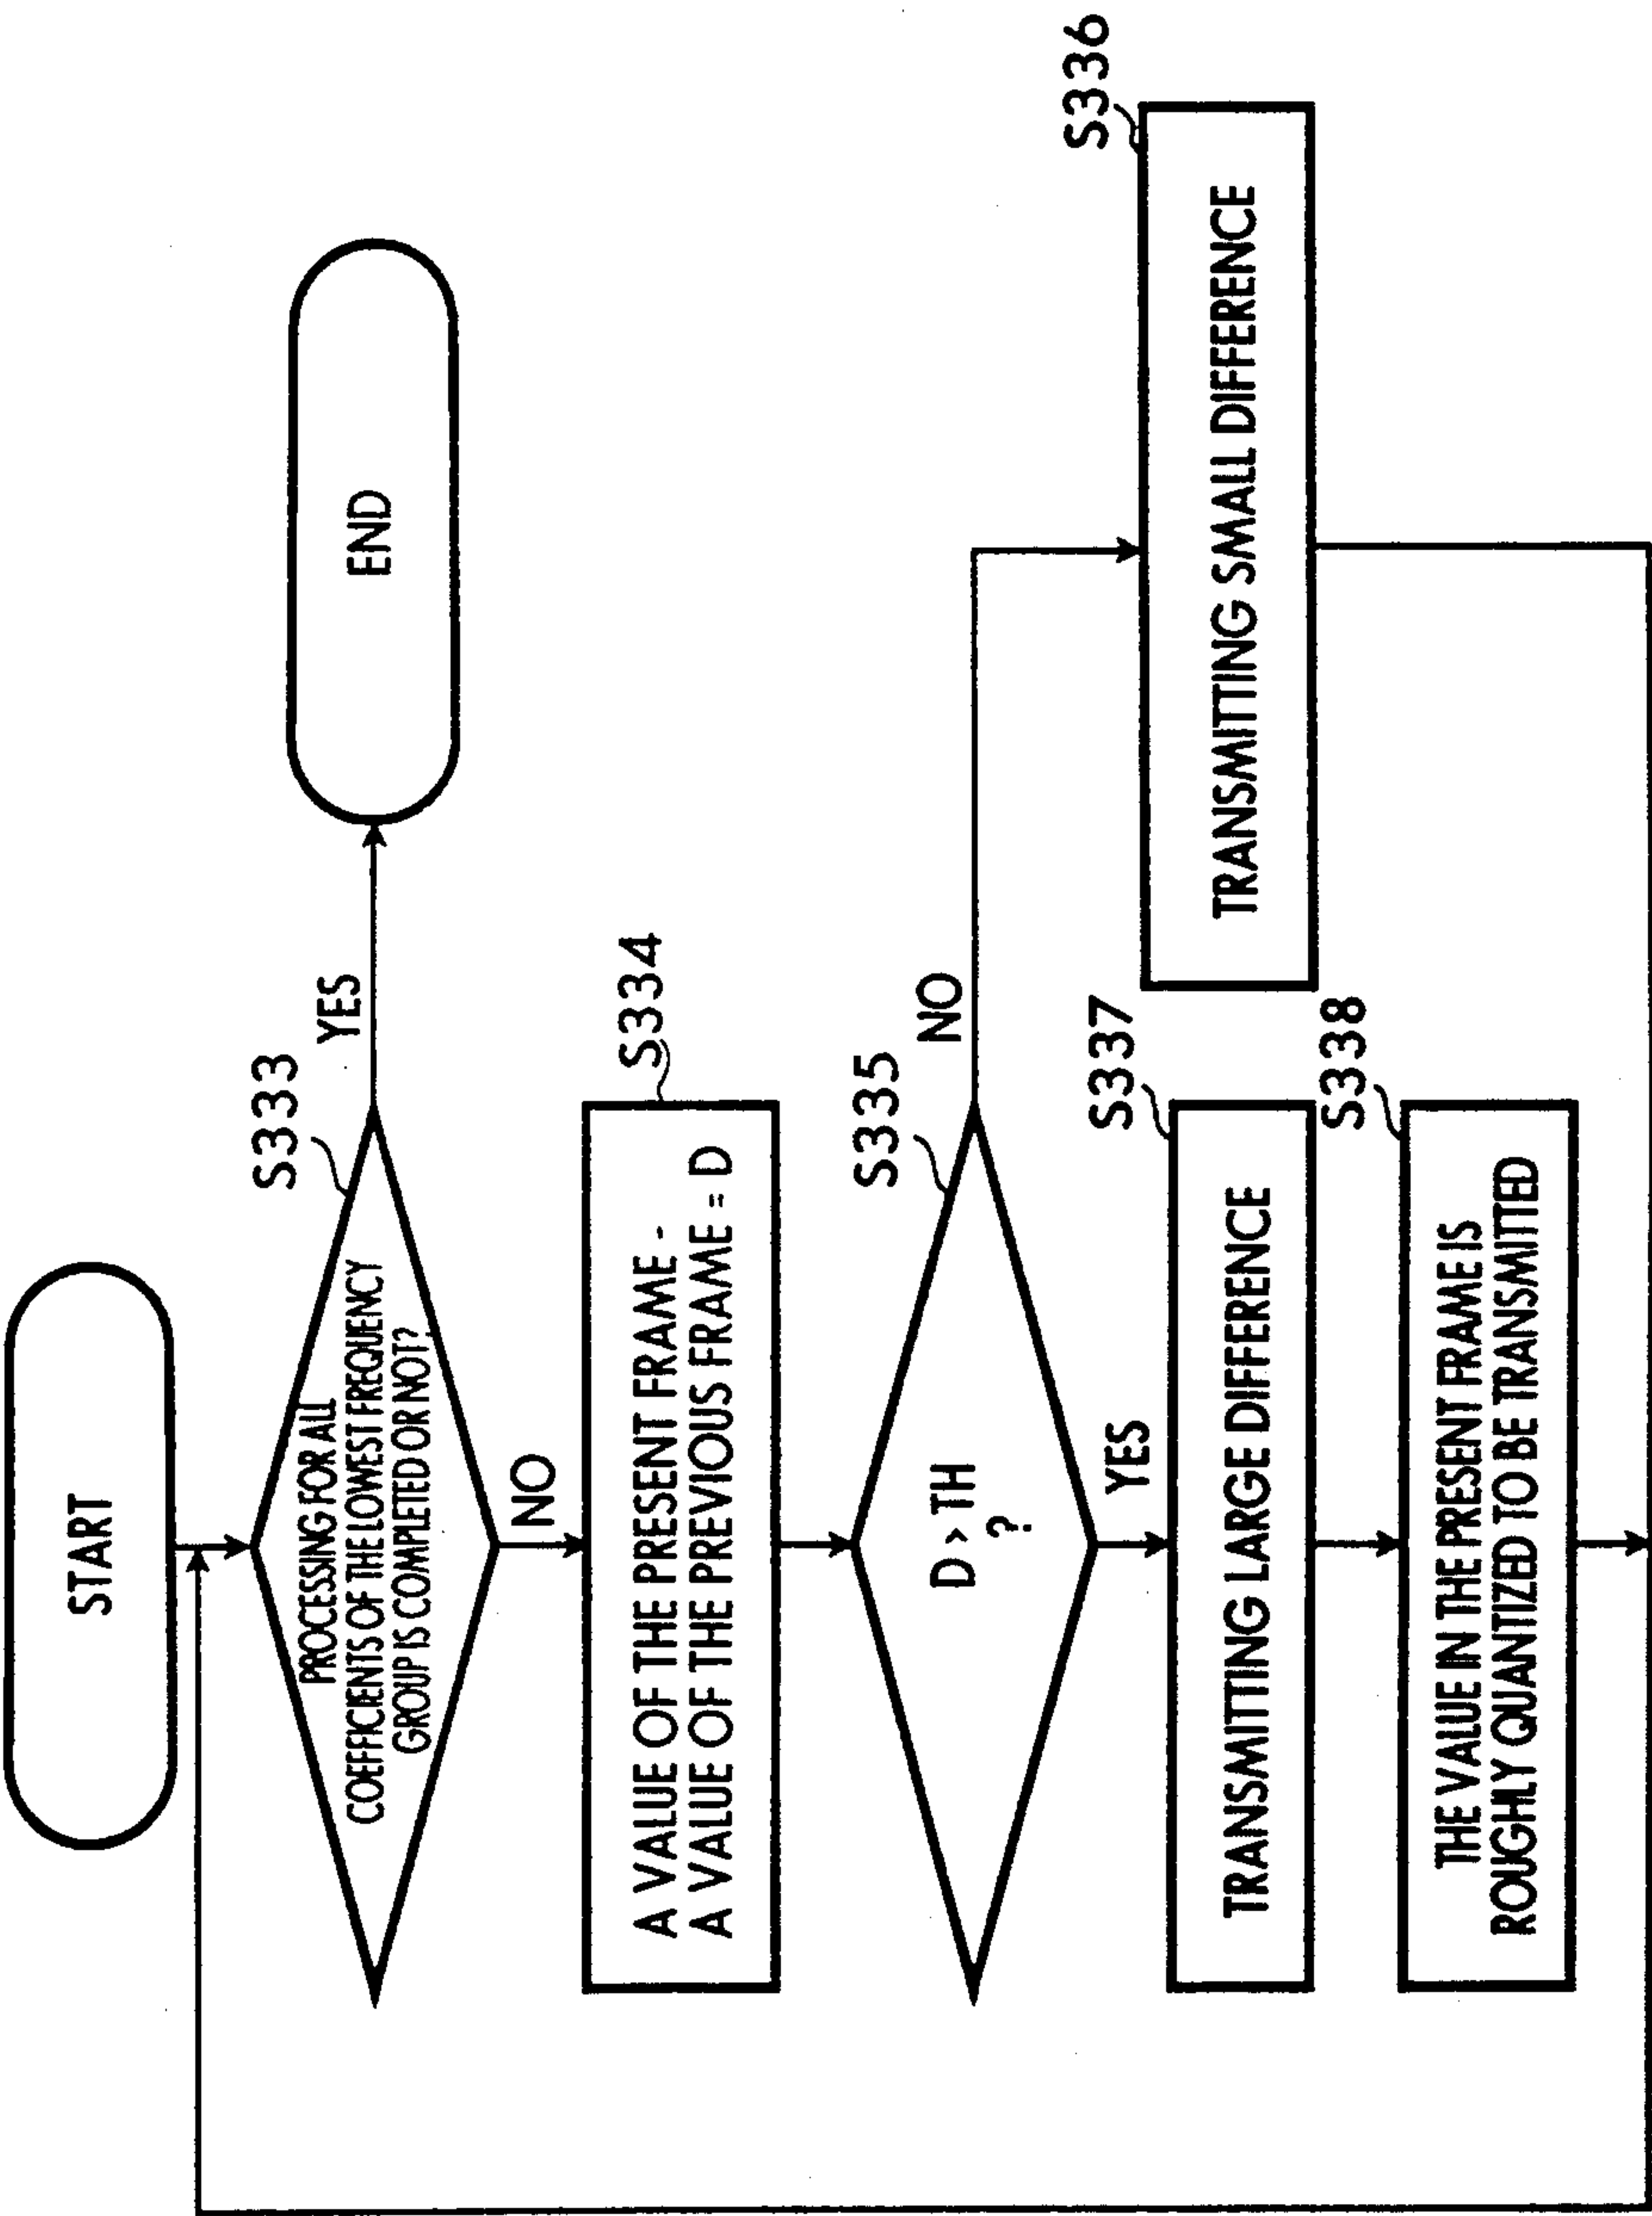 START
S333
PROCESSING FOR ALL
COEFFICIENTS OF THE LOWEST FREQUENCY
GROUP IS COMPLETED OR NOT?
YES
END
NO
S334
A VALUE OF THE PRESENT FRAME -
A VALUE OF THE PREVIOUS FRAME = D
S335
D > TH
?
NO
YES
S336
TRANSMITTING SMALL DIFFERENCE
S337
TRANSMITTING LARGE DIFFERENCE
S338
THE VALUE IN THE PRESENT FRAME IS
ROUGHLY QUANTIZED TO BE TRANSMITTED